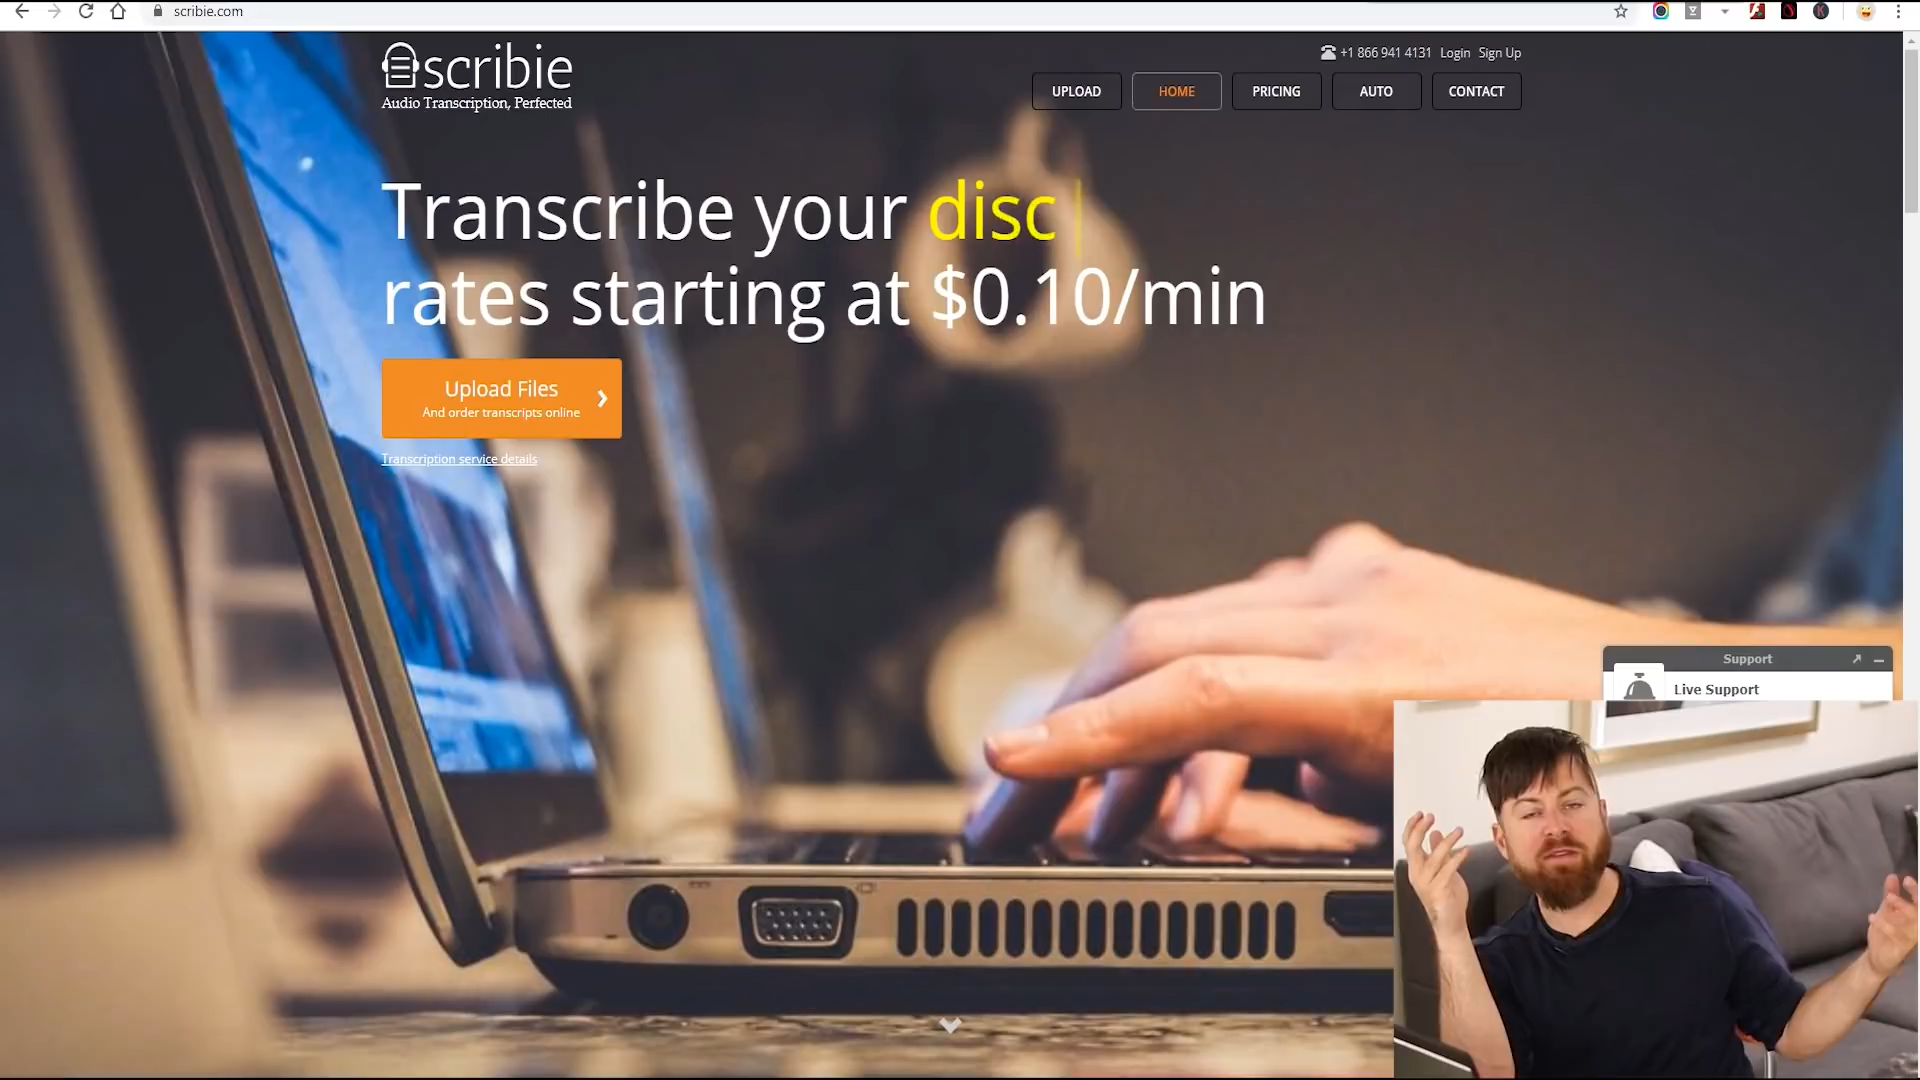 scribie.com
scribie
Audio Transcription, Perfected
+1 866 941 4131 Login Sign Up
UPLOAD HOME PRICING AUTO CONTACT
Transcribe your disc
rates starting at $0.10/min
Upload Files
And order transcripts online
Transcription service details
Support
Live Support